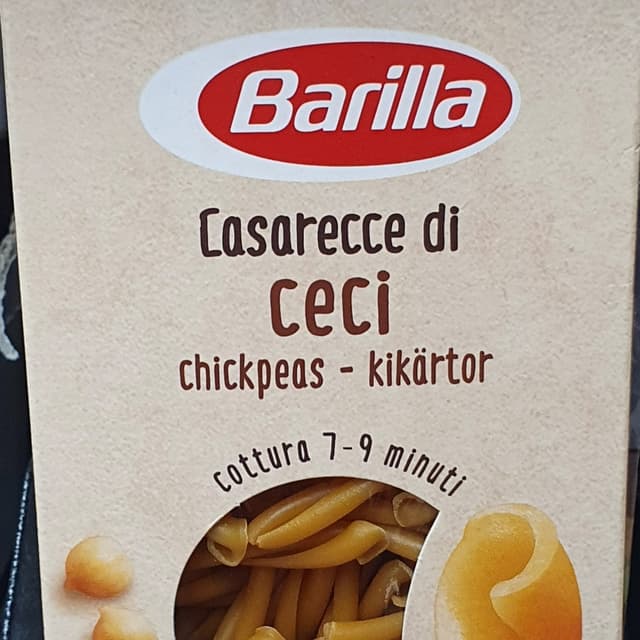 Barilla
Casarecce di
ceci
chickpeas - kikärtor
cottura 7-9 minuti